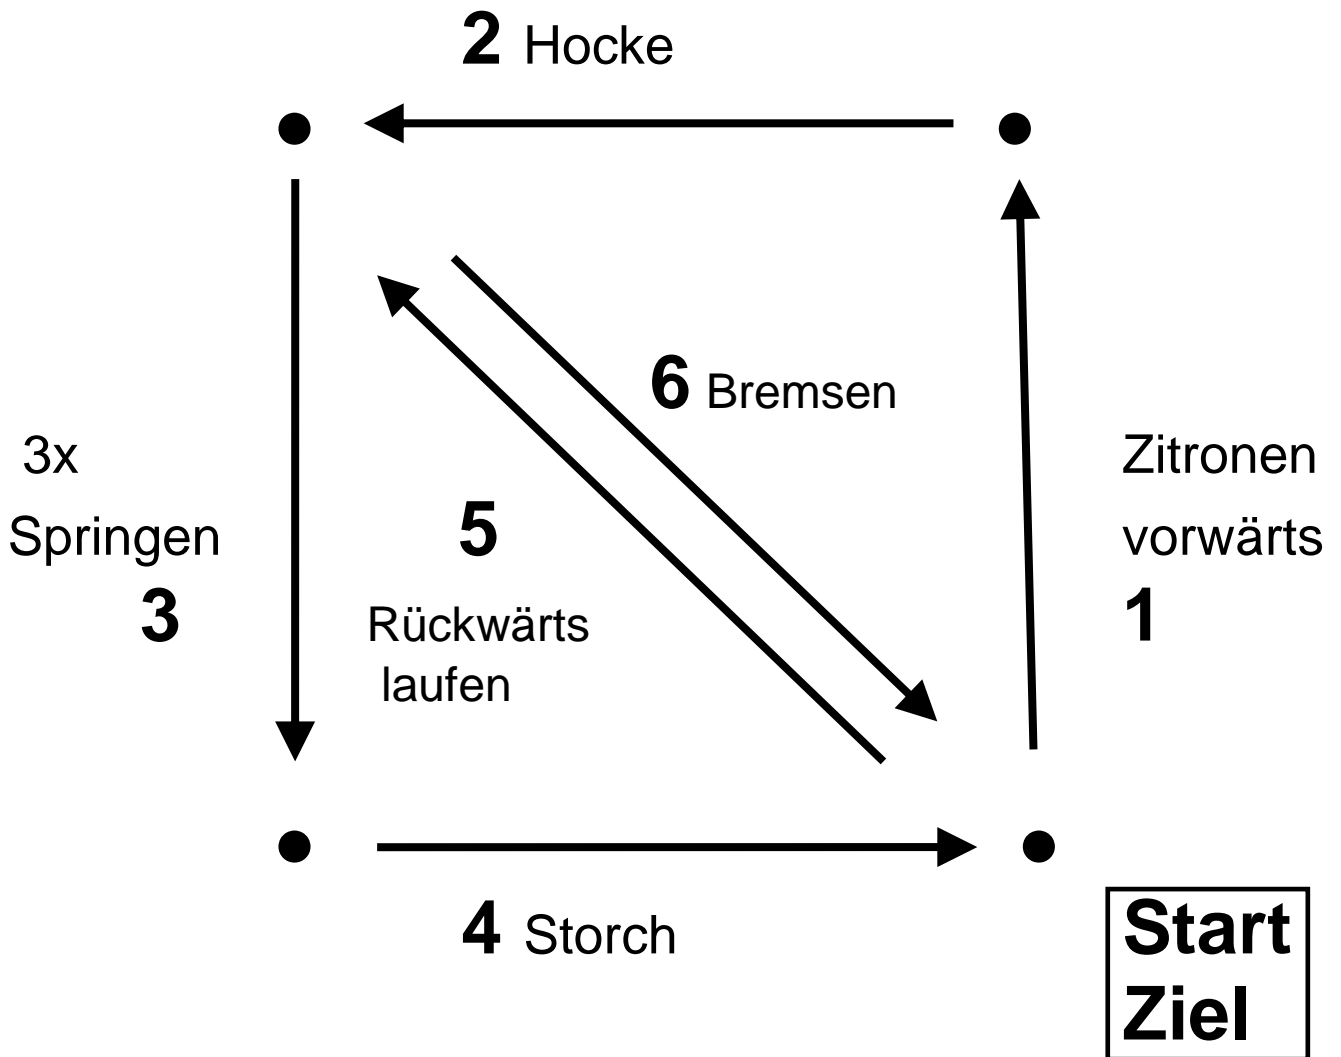 2 Hocke
6 Bremsen
3x
Springen
3
5
Rückwärts
laufen
Zitronen
vorwärts
1
4 Storch
Start
Ziel